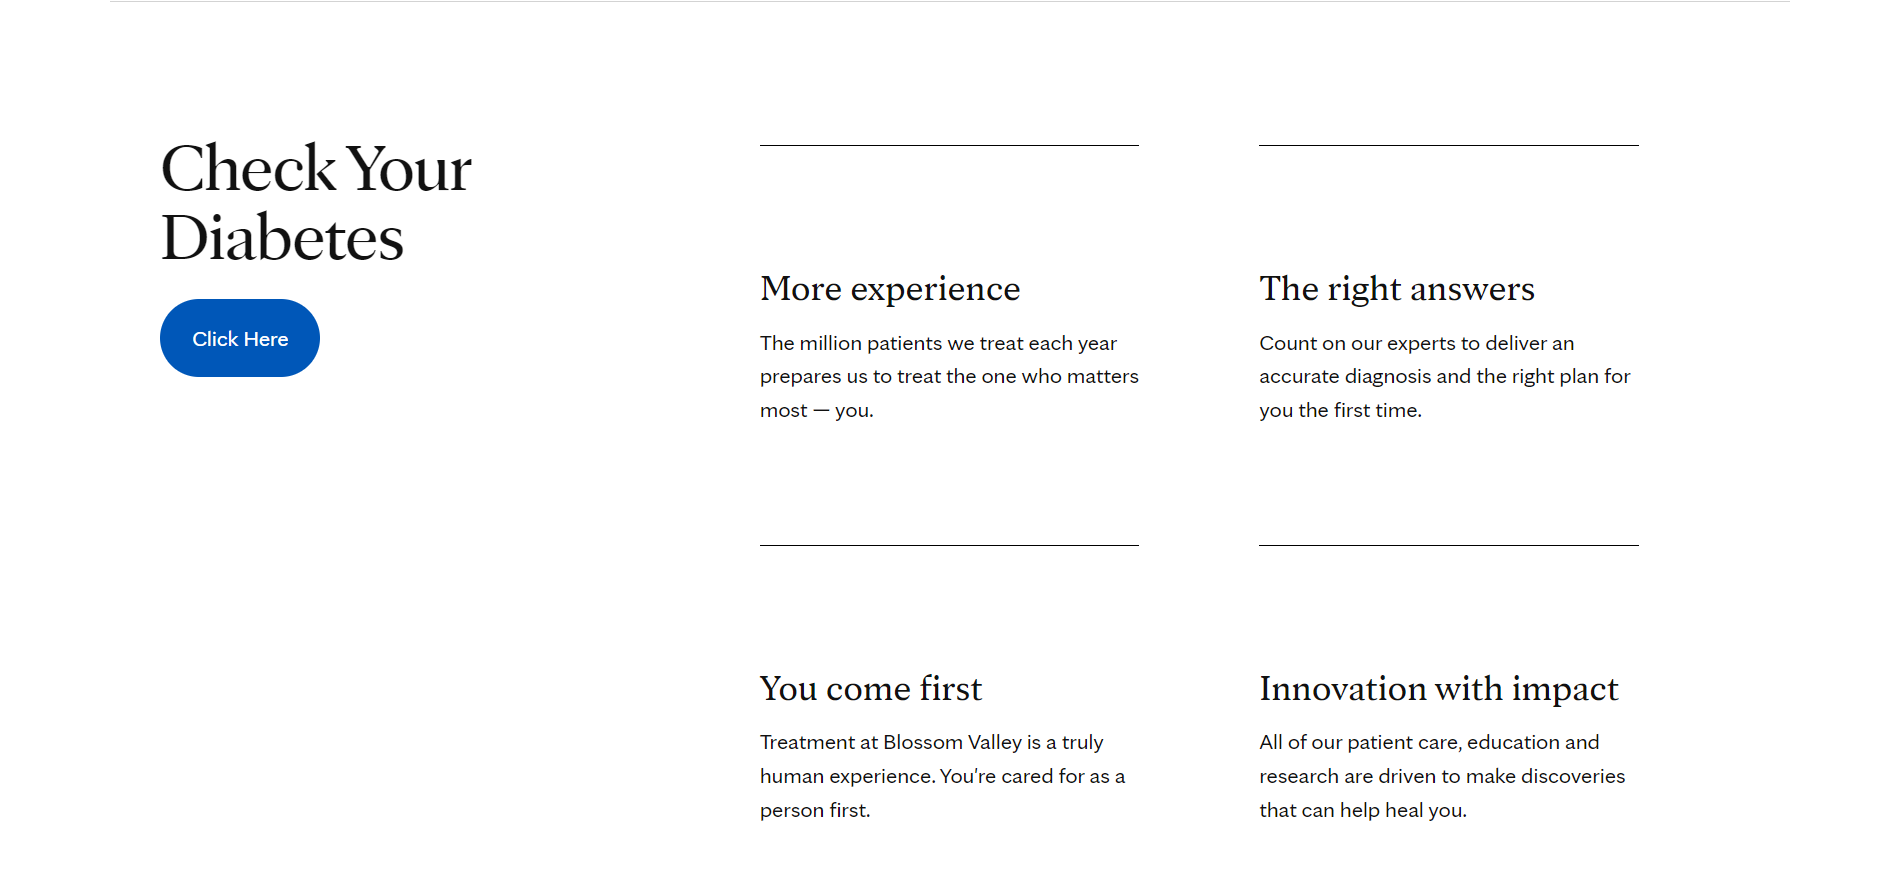 Check Your
Diabetes
Click Here
More experience
The million patients we treat each year
prepares us to treat the one who matters
most — you.
The right answers
Count on our experts to deliver an
accurate diagnosis and the right plan for
you the first time.
You come first
Treatment at Blossom Valley is a truly
human experience. You're cared for as a
person first.
Innovation with impact
All of our patient care, education and
research are driven to make discoveries
that can help heal you.